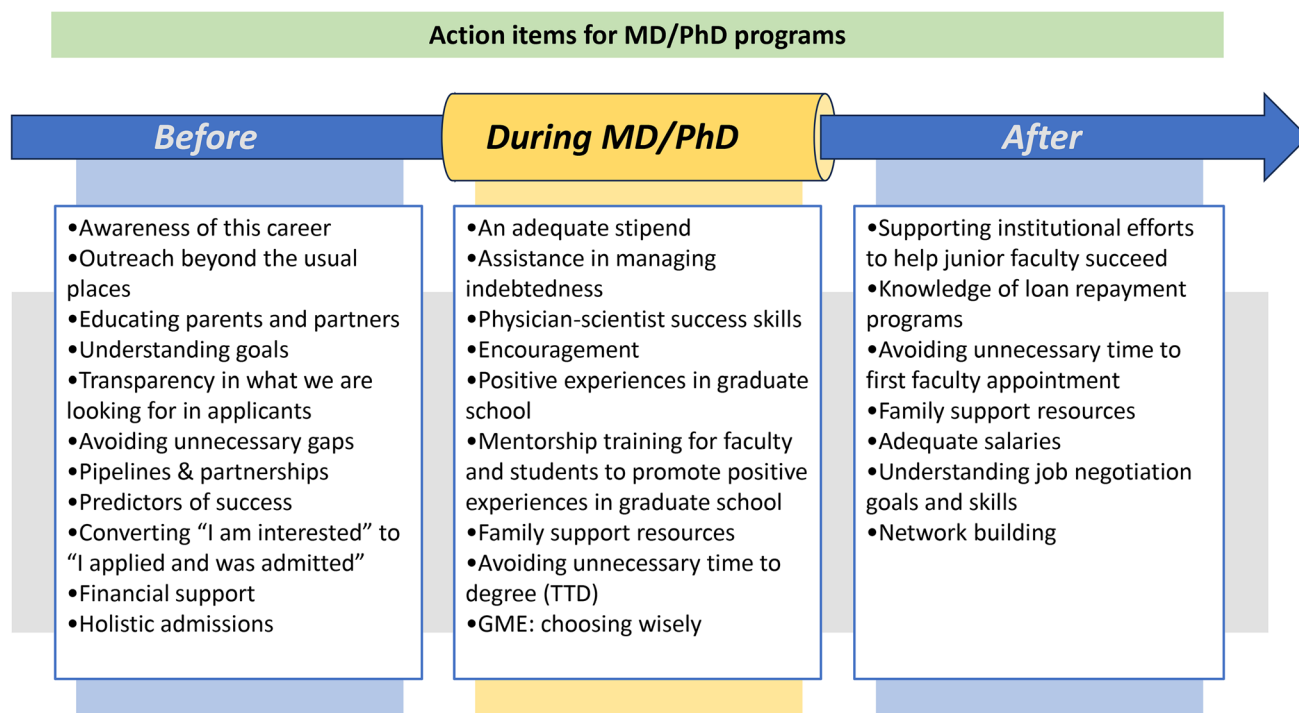 Action items for MD/PhD programs
Before
During MD/PhD
After
•Awareness of this career
•Outreach beyond the usual
places
•Educating parents and partners
•Understanding goals
•Transparency in what we are
looking for in applicants
•Avoiding unnecessary gaps
•Pipelines & partnerships
•Predictors of success
•Converting “I am interested” to
“I applied and was admitted”
•Financial support
•Holistic admissions
•An adequate stipend
•Assistance in managing
indebtedness
•Physician-scientist success skills
•Encouragement
•Positive experiences in graduate
school
•Mentorship training for faculty
and students to promote positive
experiences in graduate school
•Family support resources
•Avoiding unnecessary time to
degree (TTD)
•GME: choosing wisely
•Supporting institutional efforts
to help junior faculty succeed
•Knowledge of loan repayment
programs
•Avoiding unnecessary time to
first faculty appointment
•Family support resources
•Adequate salaries
•Understanding job negotiation
goals and skills
•Network building